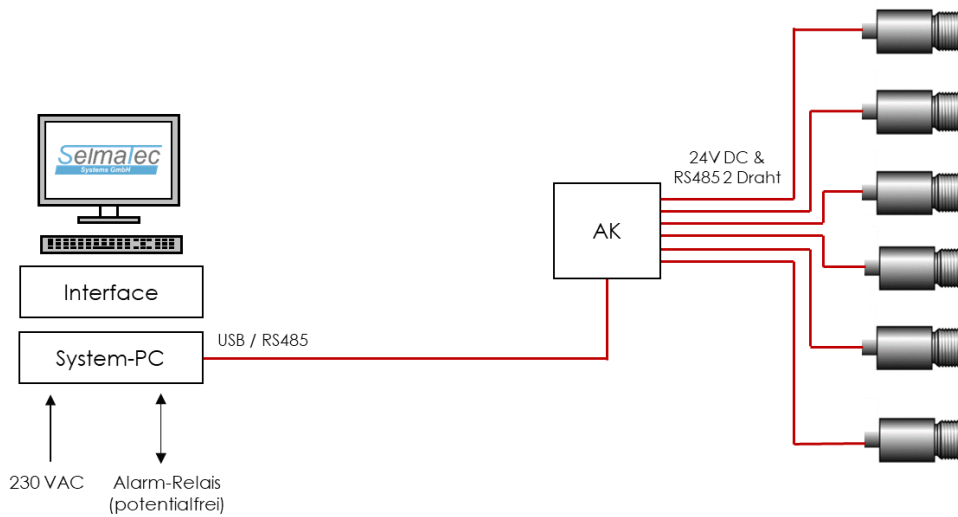 SelmaTec
Systems GmbH
Interface
System-PC
USB / RS485
230 VAC
Alarm-Relais
(potentialfrei)
AK
24V DC &
RS485 2 Draht